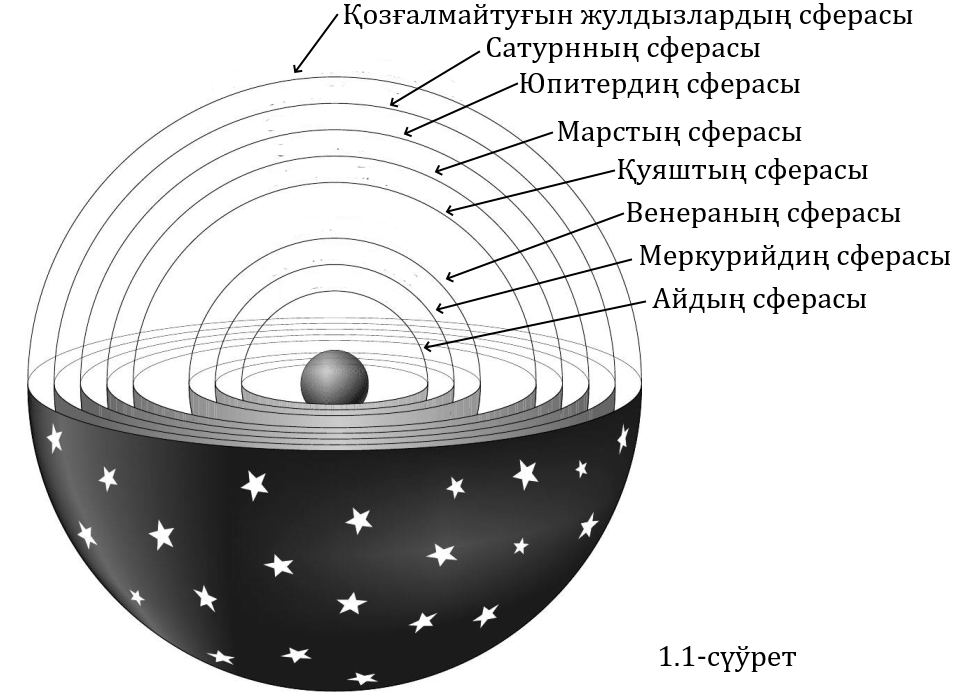 Қозғалмайтуғын жулдызлардың сферасы
Сатурнның сферасы
Юпитердиң сферасы
Марстың сферасы
Қуяштың сферасы
Венераның сферасы
Меркурийдиң сферасы
Айдың сферасы
1.1-сүўрет